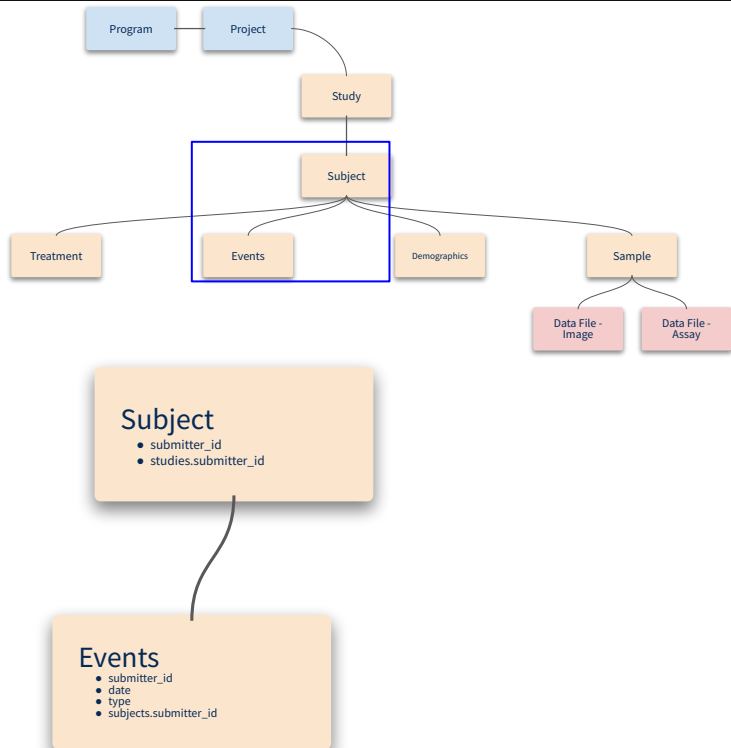 Program
Project
Study
Subject
Treatment
Events
Demographics
Sample
Data File -
Image
Data File -
Assay
Subject
● submitter_id
● studies.submitter_id
Events
● submitter_id
● date
● type
● subjects.submitter_id